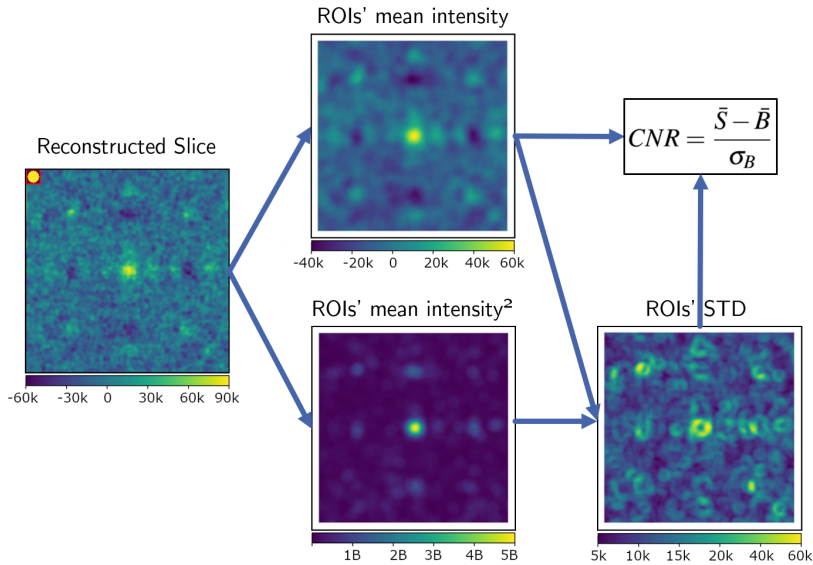 ROIs' mean intensity
-40k -20k 0 20k 40k 60k
Reconstructed Slice
-60k -30k 0 30k 60k 90k
CNR = (S̄ − B̄) / σ_B
ROIs' mean intensity²
1B 2B 3B 4B 5B
ROIs' STD
5k 10k 15k 20k 40k 60k